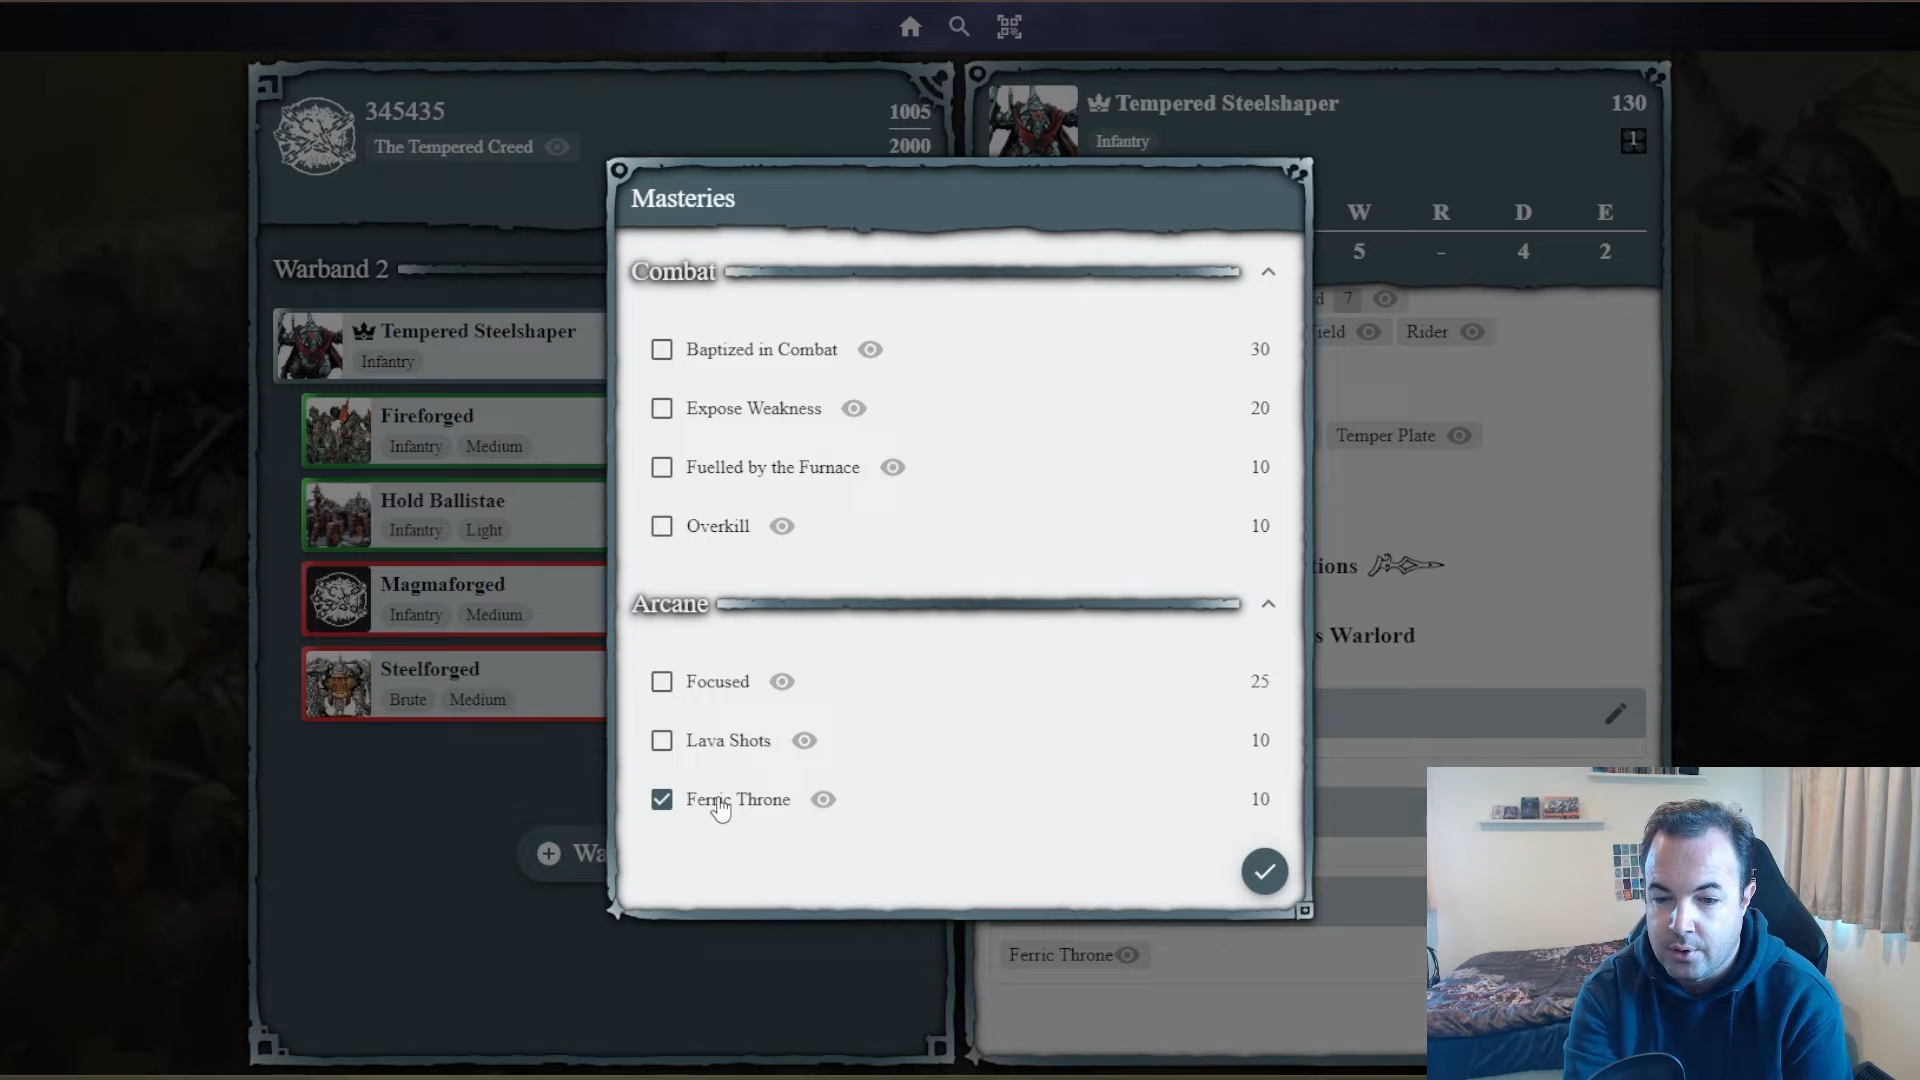 345435
The Tempered Creed
1005
2000
Warband 2
Tempered Steelshaper
Infantry
Fireforged
Infantry Medium
Hold Ballistae
Infantry Light
Magmaforged
Infantry Medium
Steelforged
Brute Medium
Masteries
Combat
Baptized in Combat 30
Expose Weakness 20
Fuelled by the Furnace 10
Overkill 10
Arcane
Focused 25
Lava Shots 10
Ferric Throne 10
Tempered Steelshaper 130
Infantry 1
W R D E
5 - 4 2
7
Rider
Temper Plate
Warlord
Ferric Throne